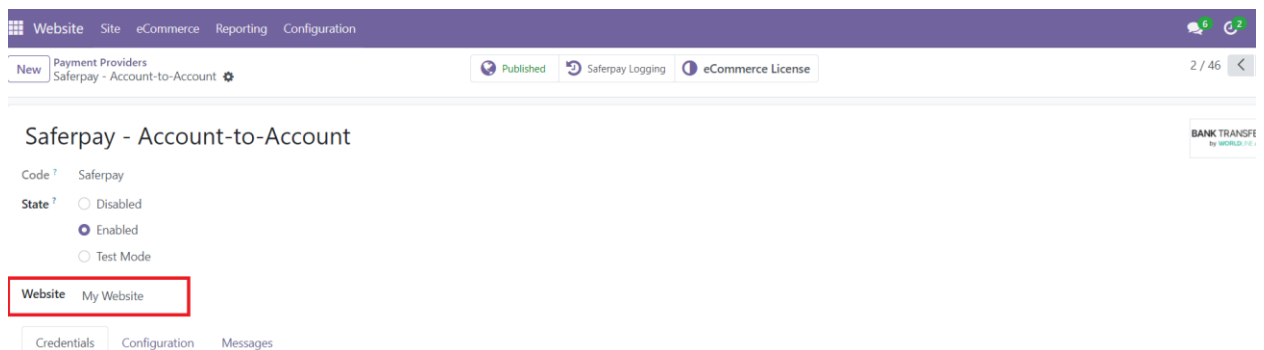 Website Site eCommerce Reporting Configuration 6 2
New Payment Providers
Saferpay - Account-to-Account
Published Saferpay Logging eCommerce License 2 / 46
Saferpay - Account-to-Account
BANK TRANSFE
by WORLDLINE
Code ? Saferpay
State ? Disabled
Enabled
Test Mode
Website My Website
Credentials Configuration Messages